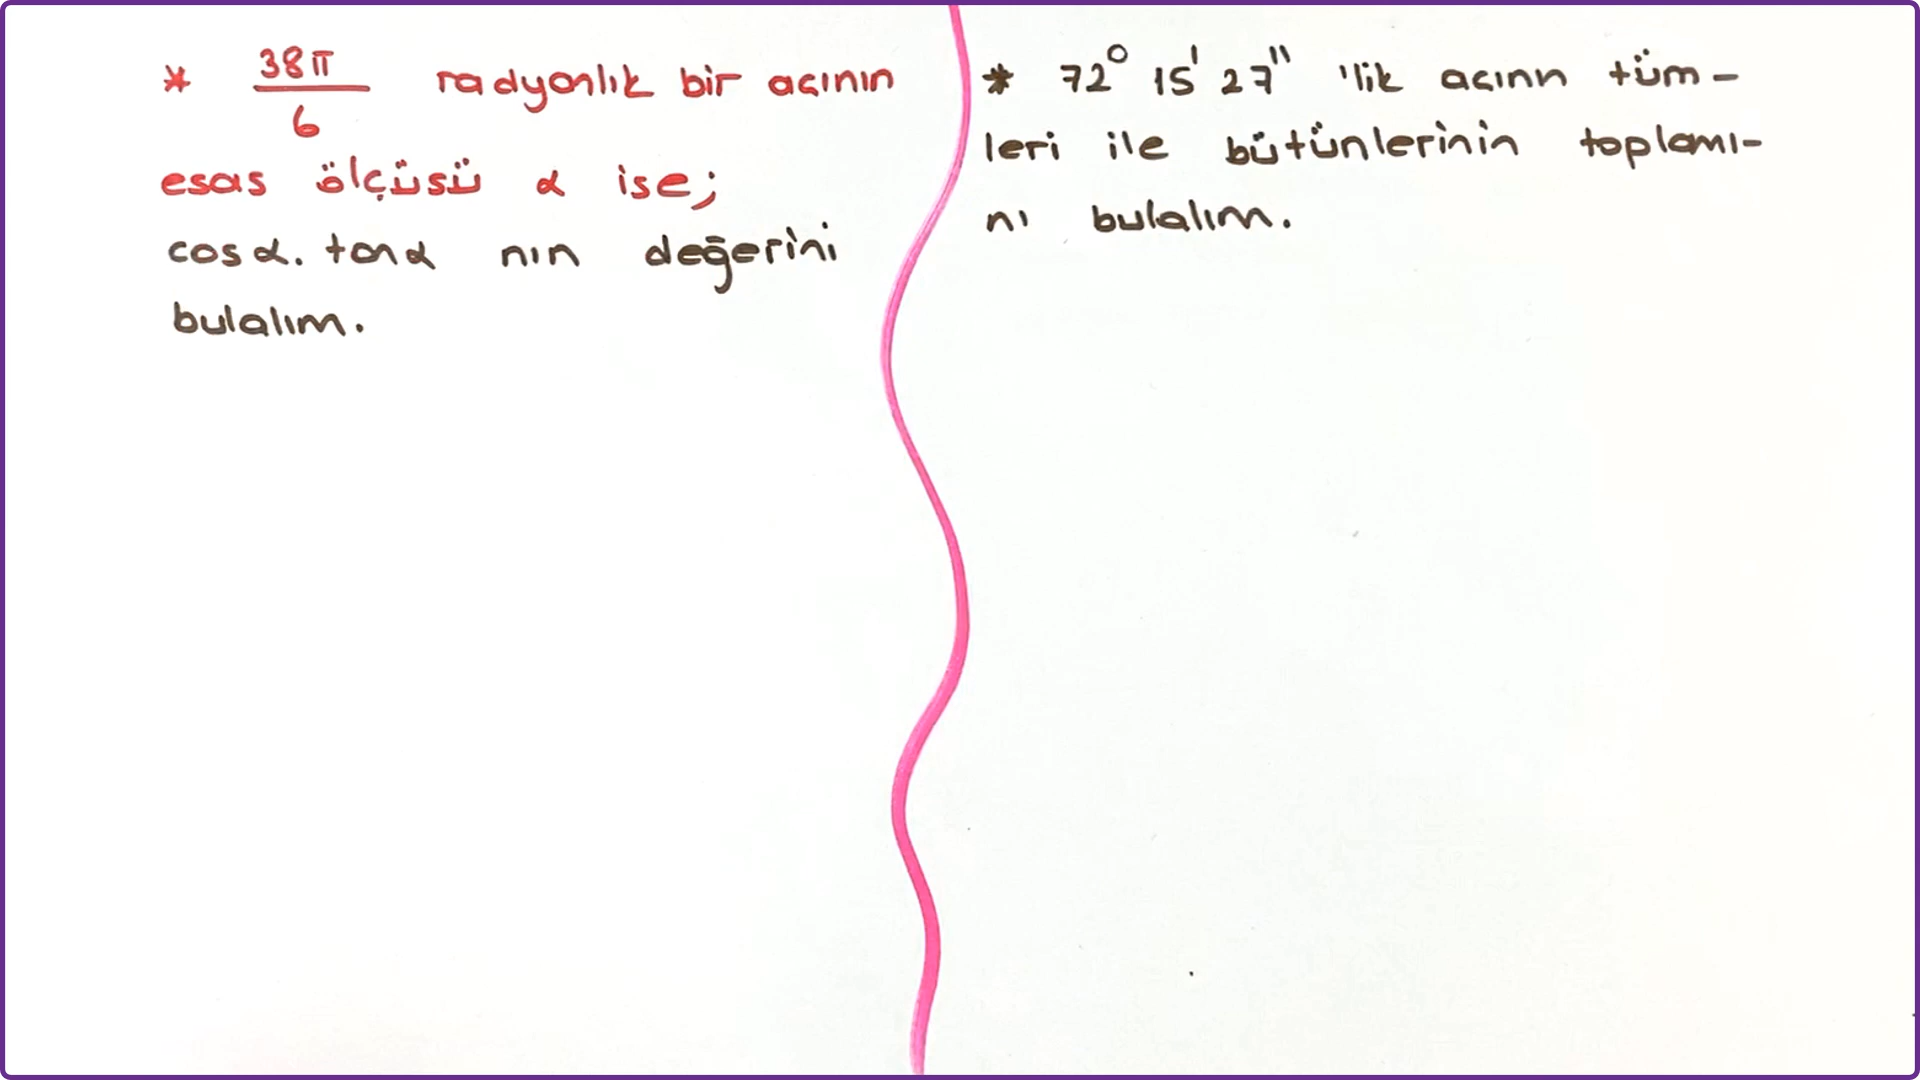 * 38π radyanlık bir açının
6
esas ölçüsü α ise;
cosα. tanα nın değerini
bulalım.
* 72° 15' 27" 'lik açının tüm-
leri ile bütünlerinin toplamı-
nı bulalım.